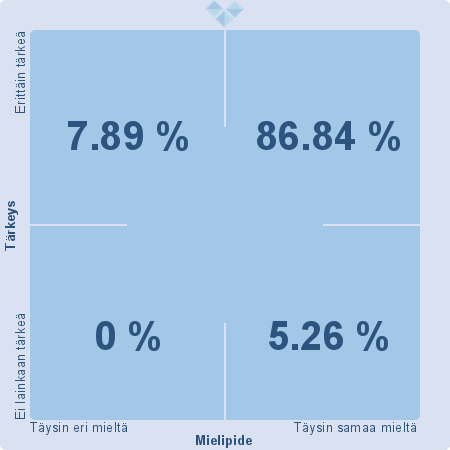 Erittäin tärkeä
7.89 %
86.84 %
Tärkeys
0 %
5.26 %
Ei lainkaan tärkeä
Täysin eri mieltä
Täysin samaa mieltä
Mielipide